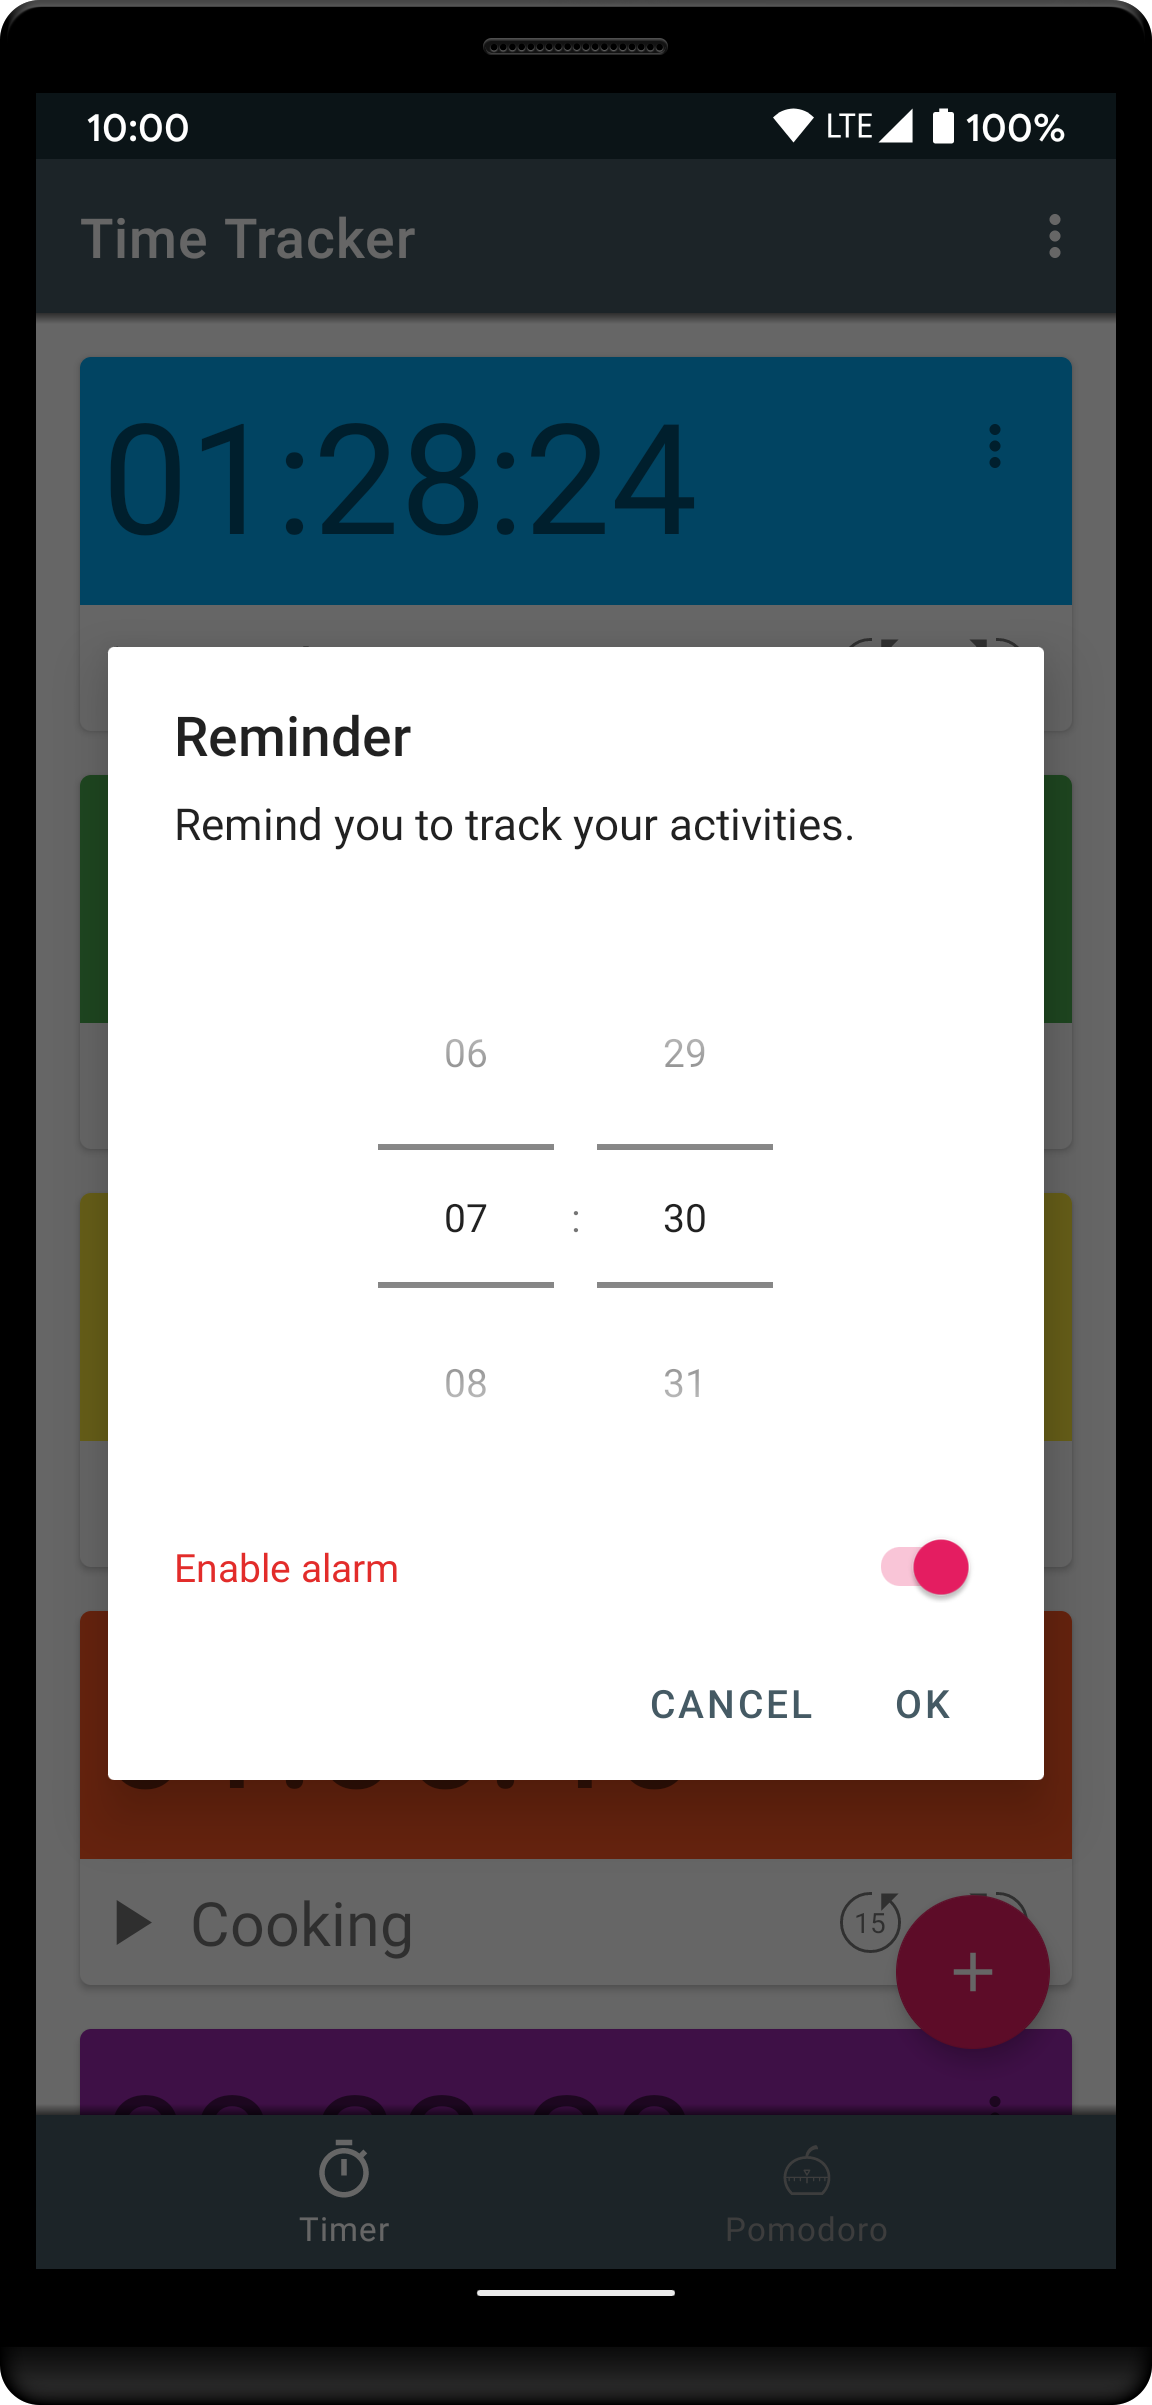 10:00 LTE 100%
Time Tracker
01:28:24
Reminder
Remind you to track your activities.
06 29
07 : 30
08 31
Enable alarm
CANCEL OK
Cooking 15
+
Timer Pomodoro